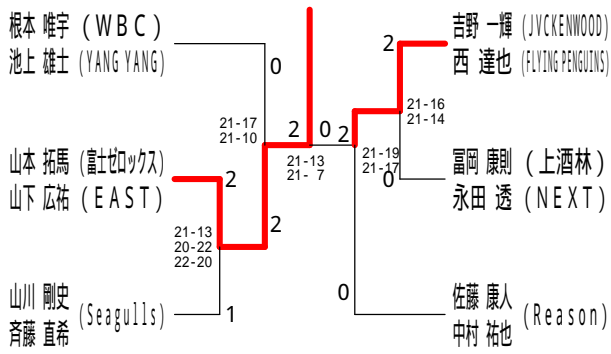 根本 唯宇 (WBC)
池上 雄士 (YANG YANG)
0
21-17
21-10
山本 拓馬 (富士ゼロックス)
山下 広祐 (EAST)
2
21-13
20-22
22-20
2
山川 剛史
斉藤 直希 (Seagulls)
1
2
0
21-13
21- 7
吉野 一輝 (JVCKENWOOD)
西 達也 (FLYING PENGUINS)
2
21-16
21-14
2
21-19
21-17
冨岡 康則 (上酒林)
永田 透 (NEXT)
0
佐藤 康人
中村 祐也 (Reason)
0